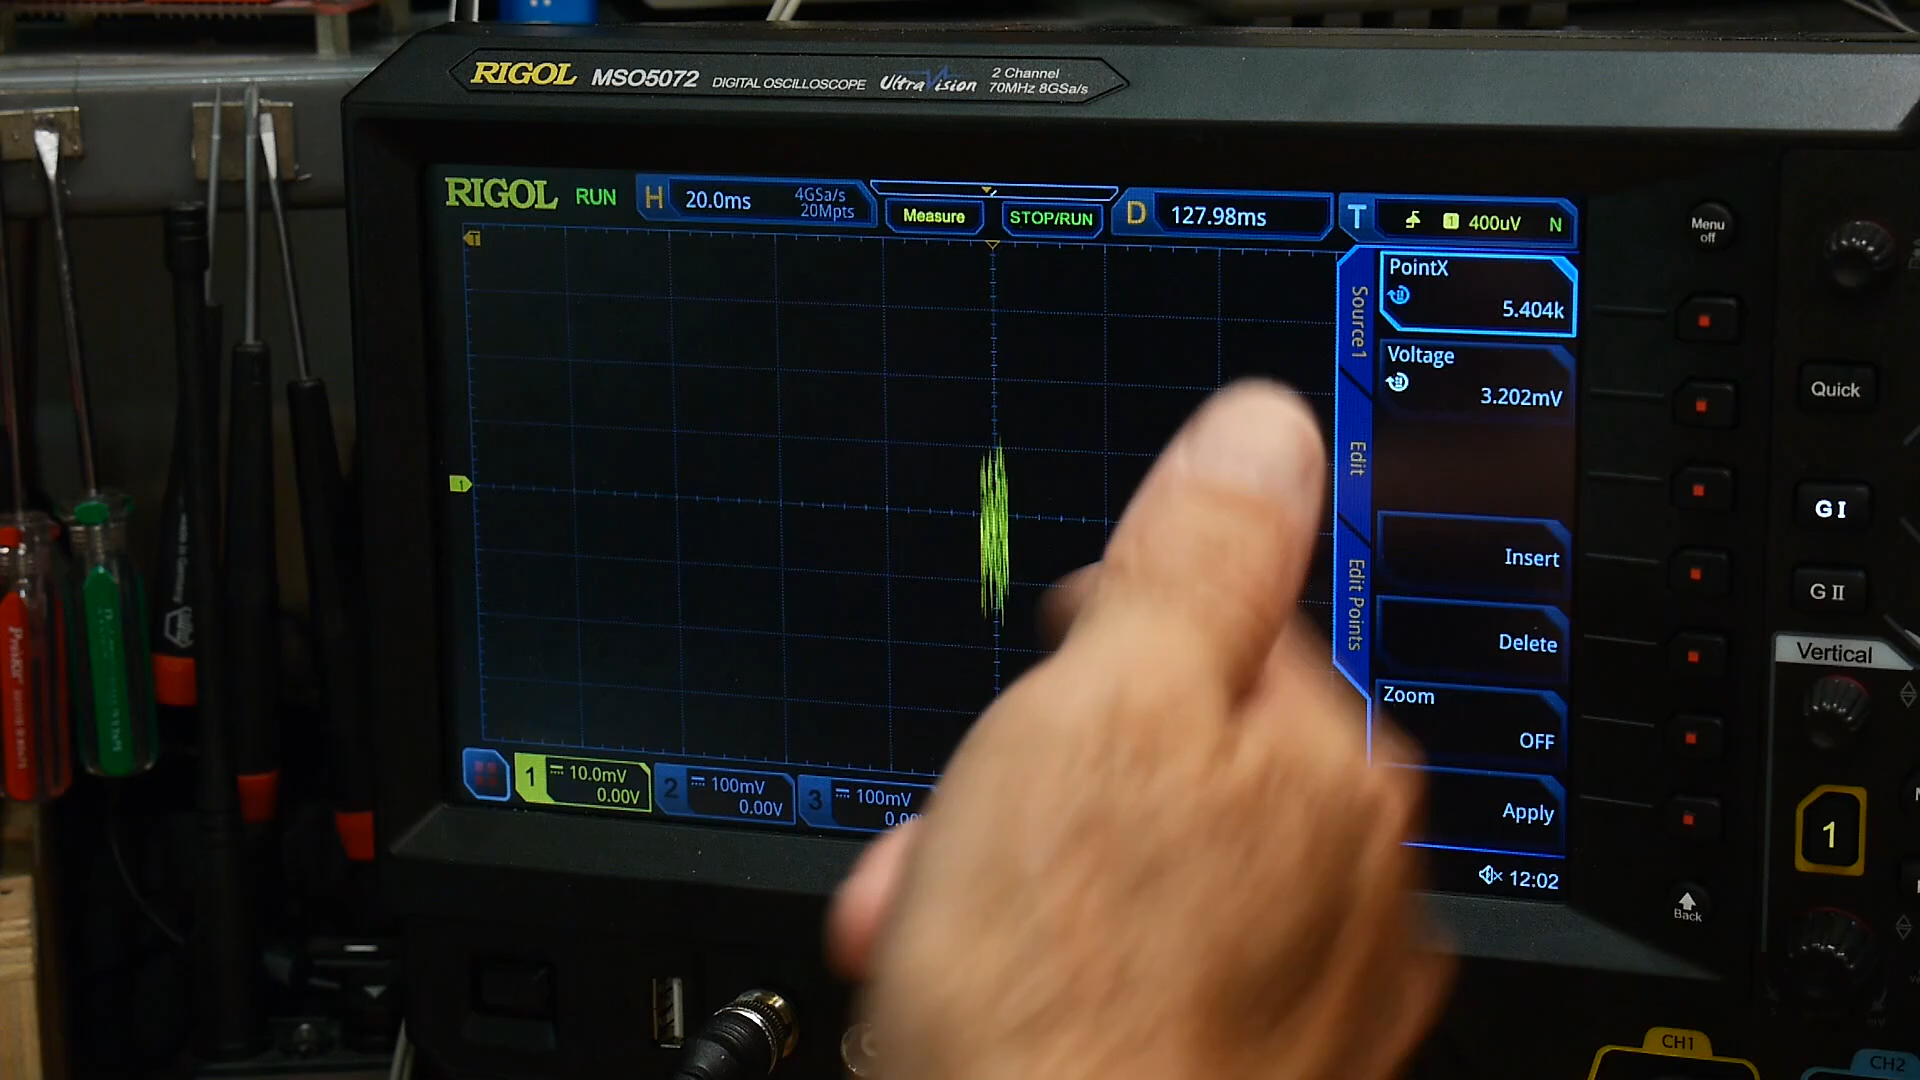 RIGOL MSO5072 DIGITAL OSCILLOSCOPE UltraVision 2 Channel
70MHz 8GSa/s
RIGOL RUN H 20.0ms 4GSa/s
20Mpts
Measure STOP/RUN D 127.98ms T 1 400uV N
T
PointX
5.404k
Voltage
3.202mV
Insert
Delete
Zoom
OFF
Apply
Source1
Edit
Edit Points
1
1 10.0mV
0.00V
2 100mV
0.00V
3 100mV
12:02
Menu
off
Quick
G I
G II
Vertical
1
Back
CH1
CH2